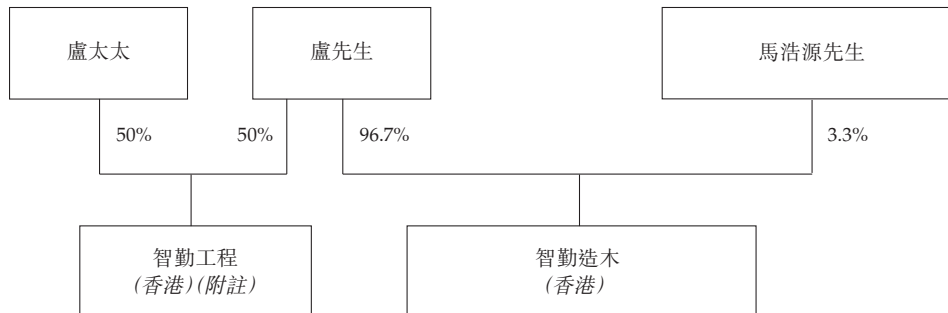 盧太太
盧先生
馬浩源先生
50%
50%
96.7%
3.3%
智勤工程
(香港)(附註)
智勤造木
(香港)